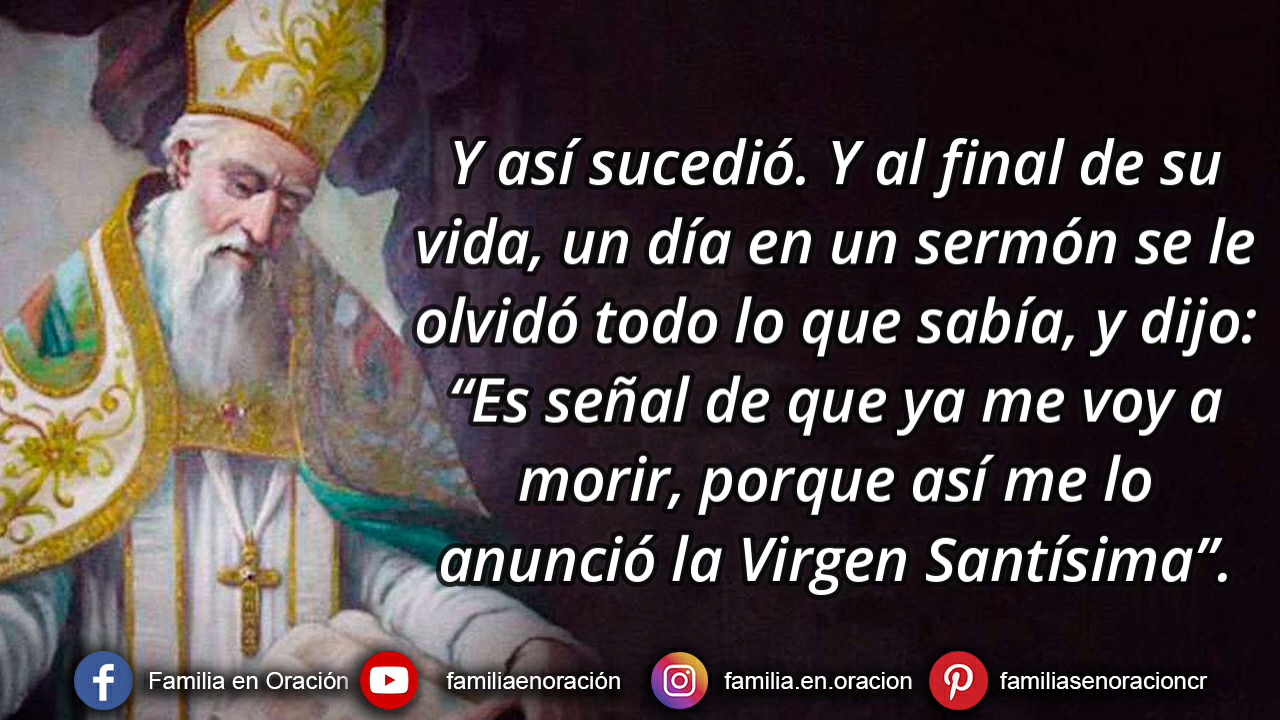 Y así sucedió. Y al final de su
vida, un día en un sermón se le
olvidó todo lo que sabía, y dijo:
“Es señal de que ya me voy a
morir, porque así me lo
anunció la Virgen Santísima”.
Familia en Oración familiaenoración familia.en.oracion familiasenoracioncr